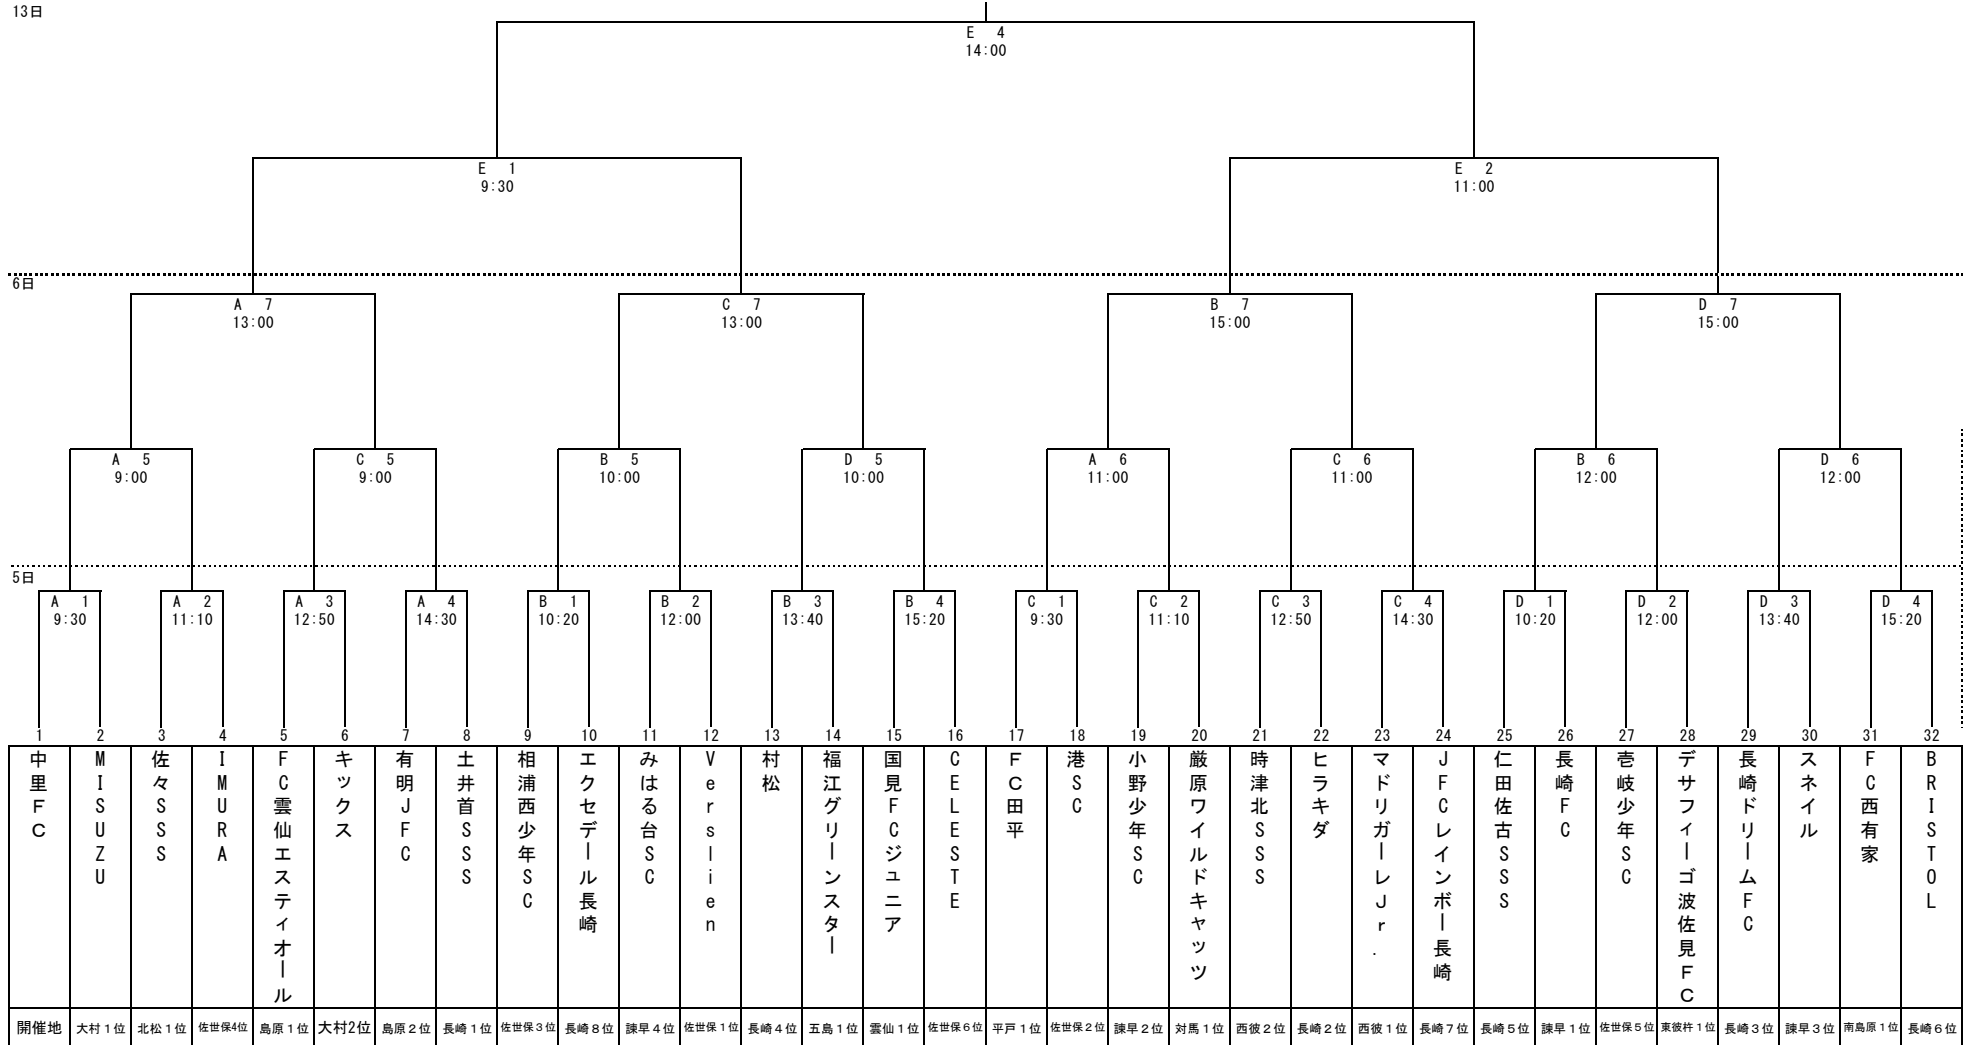 13日
E 4
14:00
E 1
9:30
E 2
11:00
6日
A 7
13:00
C 7
13:00
B 7
15:00
D 7
15:00
A 5
9:00
C 5
9:00
B 5
10:00
D 5
10:00
A 6
11:00
C 6
11:00
B 6
12:00
D 6
12:00
5日
A 1
9:30
A 2
11:10
A 3
12:50
A 4
14:30
B 1
10:20
B 2
12:00
B 3
13:40
B 4
15:20
C 1
9:30
C 2
11:10
C 3
12:50
C 4
14:30
D 1
10:20
D 2
12:00
D 3
13:40
D 4
15:20
1
中里FC
開催地
2
MISUZU
大村1位
3
佐々SSS
北松1位
4
IMURA
佐世保4位
5
FC雲仙エスティオール
島原1位
6
キックス
大村2位
7
有明JFC
島原2位
8
土井首SSS
長崎1位
9
相浦西少年SC
佐世保3位
10
エクセデール長崎
長崎8位
11
みはる台SC
諫早4位
12
Verslien
佐世保1位
13
村松
長崎4位
14
福江グリーンスター
五島1位
15
国見FCジュニア
雲仙1位
16
CELESTE
佐世保6位
17
FC田平
平戸1位
18
港SC
佐世保2位
19
小野少年SC
諫早2位
20
厳原ワイルドキャッツ
対馬1位
21
時津北SSS
西彼2位
22
ヒラキダ
長崎2位
23
マドリガーレJr.
西彼1位
24
JFCレインボー長崎
長崎7位
25
仁田佐古SSS
長崎5位
26
長崎FC
諫早1位
27
壱岐少年SC
佐世保5位
28
デサフィーゴ波佐見FC
東彼杵1位
29
長崎ドリームFC
長崎3位
30
スネイル
諫早3位
31
FC西有家
南島原1位
32
BRISTOL
長崎6位